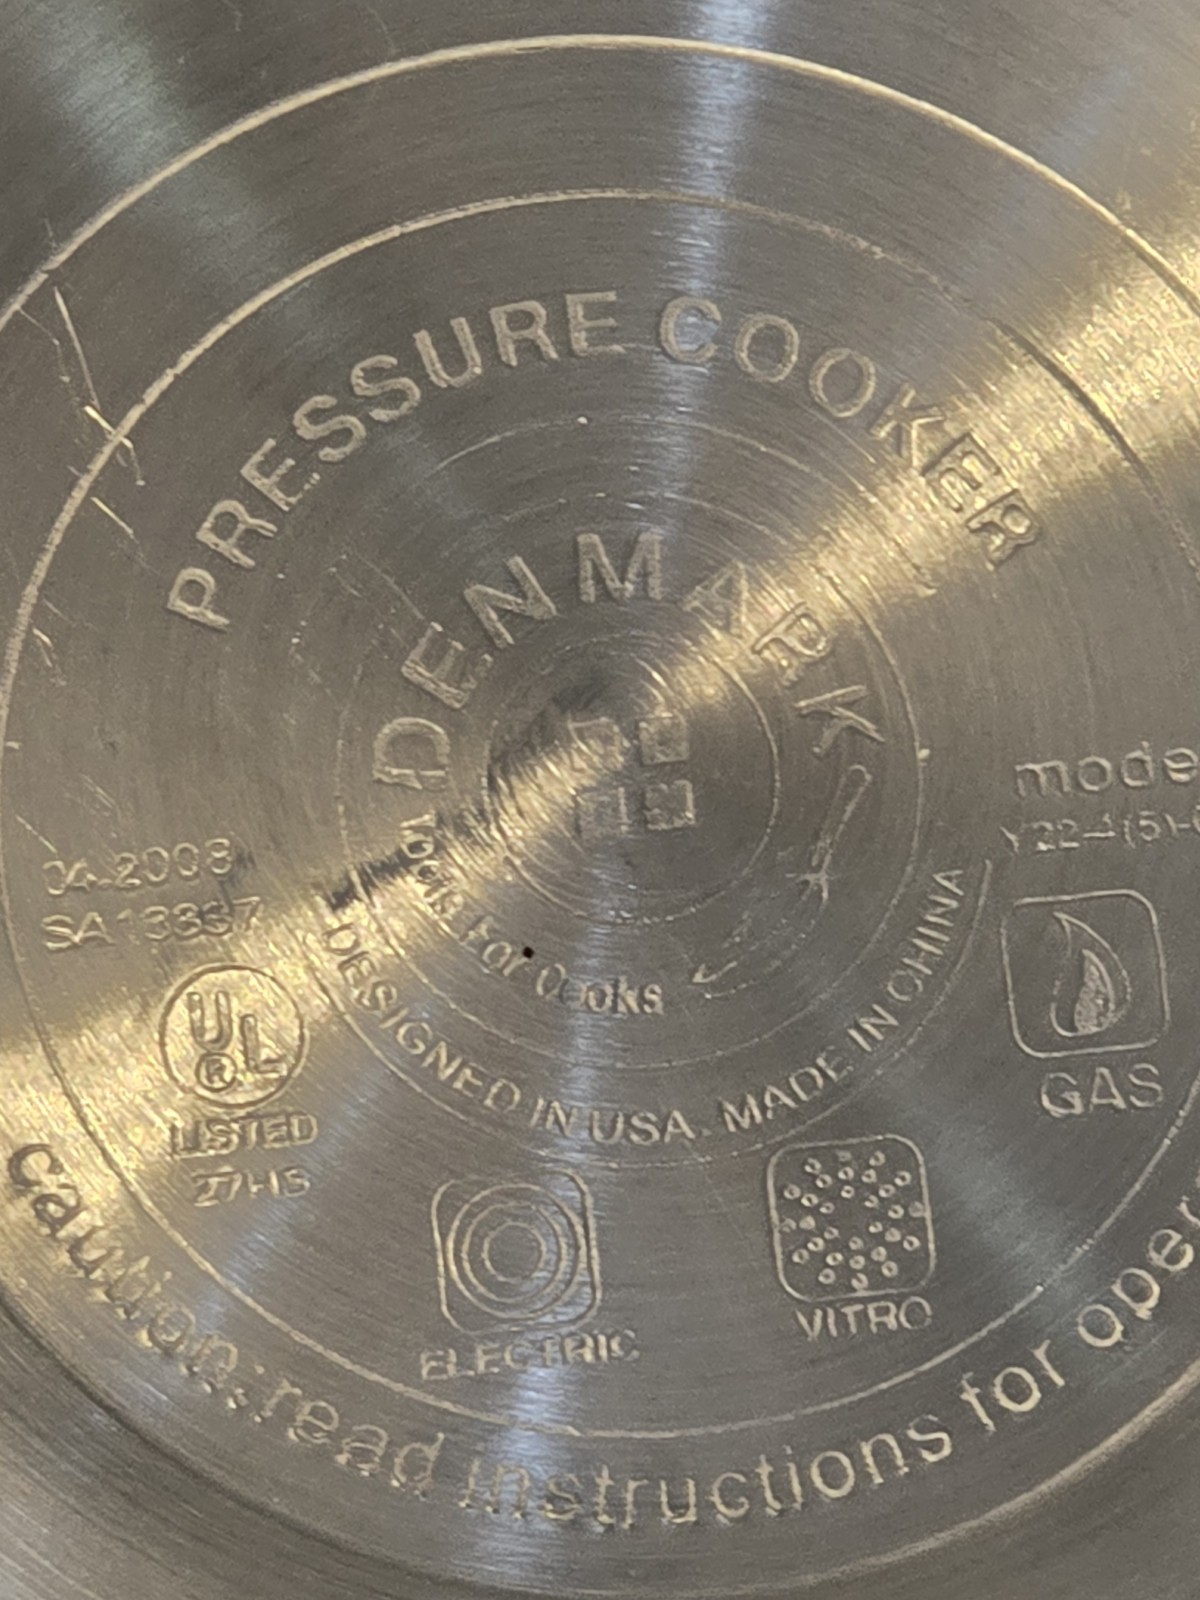 PRESSURE COOKER
DENMARK
Tools For Cooks
DESIGNED IN USA. MADE IN CHINA
04-2008
SA13337
UL
®
LISTED
27HS
mode
GAS
ELECTRIC
VITRO
Caution: read instructions for oper